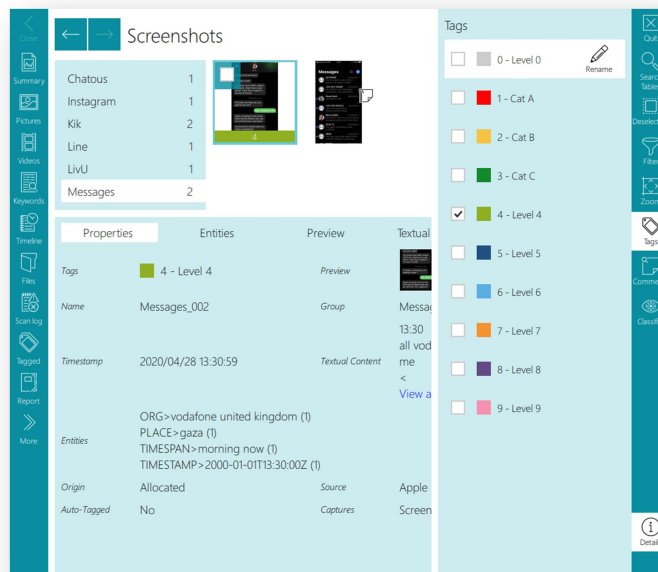 Close
Summary
Pictures
Videos
Keywords
Timeline
Files
Scan log
Tagged
Report
More
Screenshots
Chatous 1
Instagram 1
Kik 2
Line 1
LivU 1
Messages 2
4
Messages
Properties Entities Preview Textual
Tags 4 - Level 4 Preview
Name Messages_002 Group Messag
Timestamp 2020/04/28 13:30:59 Textual Content
13:30
all vod
me
<
View a
Entities
ORG>vodafone united kingdom (1)
PLACE>gaza (1)
TIMESPAN>morning now (1)
TIMESTAMP>2000-01-01T13:30:00Z (1)
Origin Allocated Source Apple
Auto-Tagged No Captures Screen
Tags
0 - Level 0 Rename
1 - Cat A
2 - Cat B
3 - Cat C
4 - Level 4
5 - Level 5
6 - Level 6
7 - Level 7
8 - Level 8
9 - Level 9
Quit
Searc
Table
Deselec
Filter
Zoom
Tags
Comme
Classifi
Detail